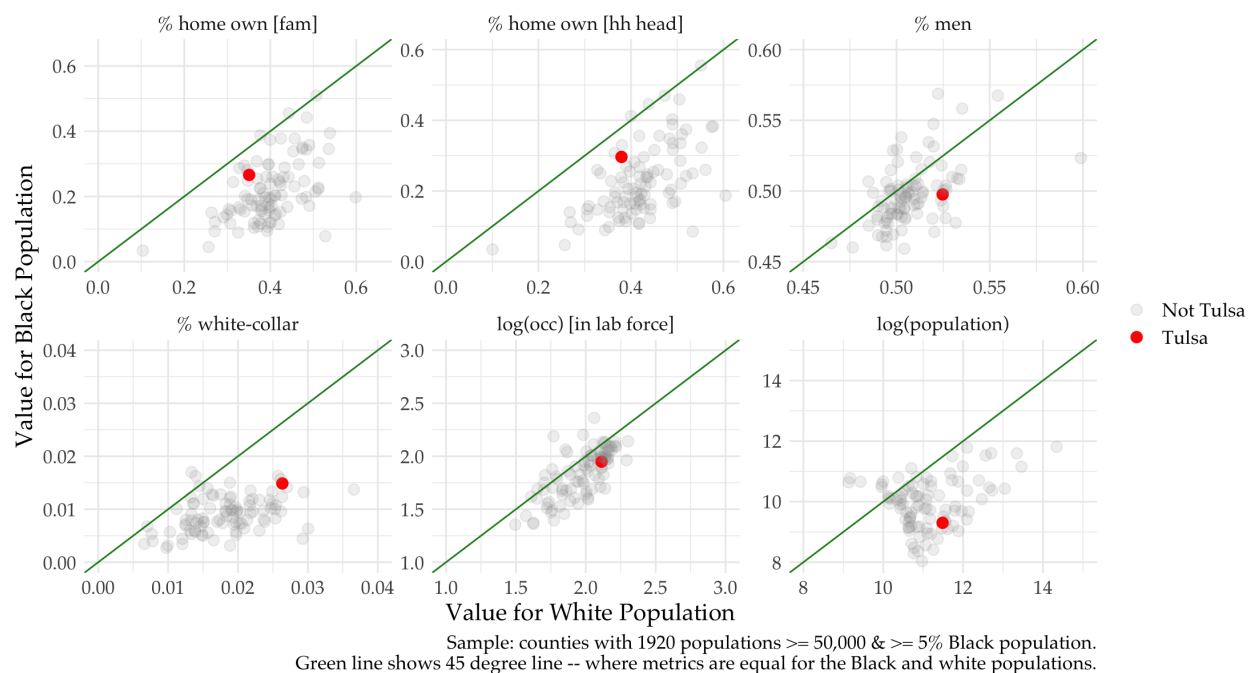 % home own [fam]
% home own [hh head]
% men
0.6
0.4
0.2
0.0
0.0 0.2 0.4 0.6
0.6
0.4
0.2
0.0
0.0 0.2 0.4 0.6
0.60
0.55
0.50
0.45
0.45 0.50 0.55 0.60
Value for Black Population
% white-collar
log(occ) [in lab force]
log(population)
0.04
0.03
0.02
0.01
0.00
0.00 0.01 0.02 0.03 0.04
3.0
2.5
2.0
1.5
1.0
1.0 1.5 2.0 2.5 3.0
14
12
10
8
8 10 12 14
Not Tulsa
Tulsa
Value for White Population
Sample: counties with 1920 populations >= 50,000 & >= 5% Black population.
Green line shows 45 degree line -- where metrics are equal for the Black and white populations.